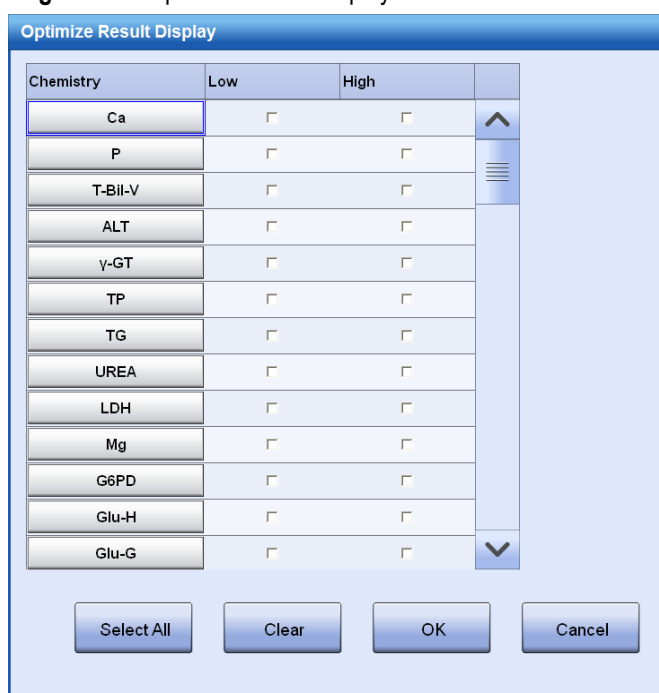 Optimize Result Display
Chemistry Low High
Ca
P
T-Bil-V
ALT
γ-GT
TP
TG
UREA
LDH
Mg
G6PD
Glu-H
Glu-G
Select All Clear OK Cancel